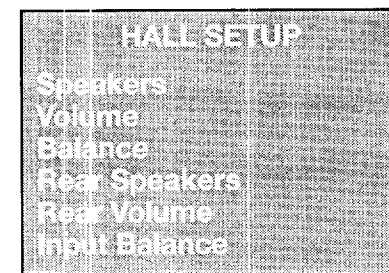 HALL SETUP
Speakers
Volume
Balance
Rear Speakers
Rear Volume
Input Balance